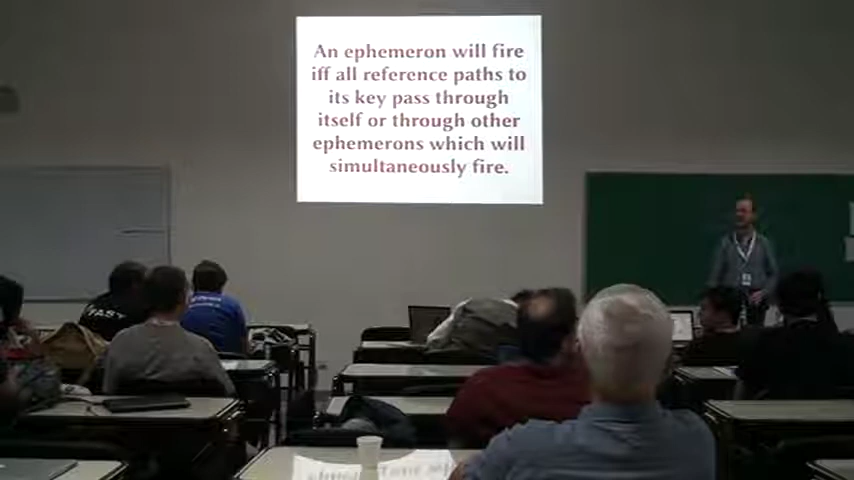 An ephemeron will fire
iff all reference paths to
its key pass through
itself or through other
ephemerons which will
simultaneously fire.